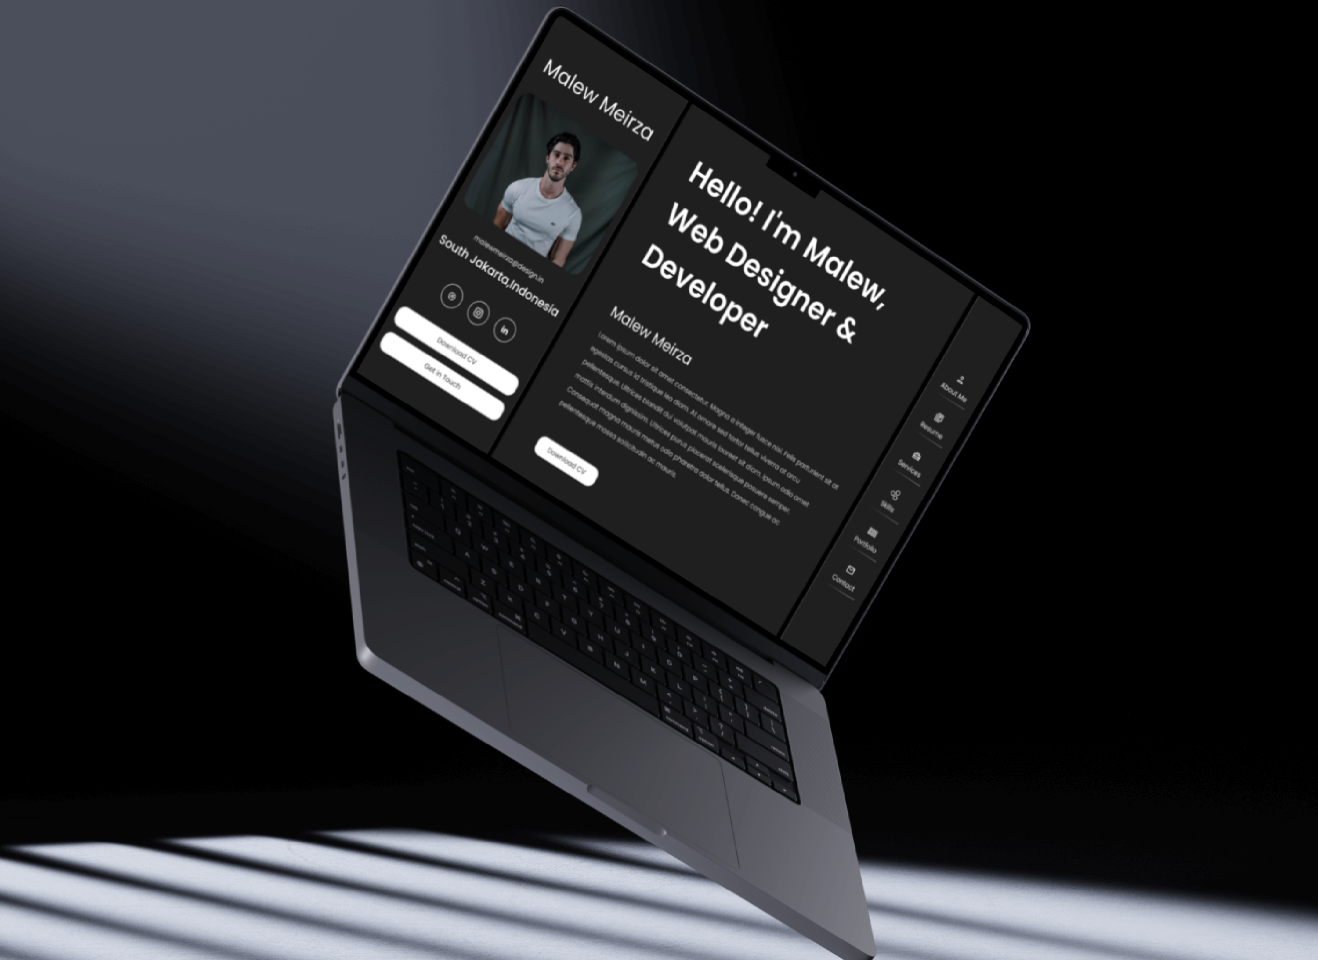 Malew Meirza
malewmeirza@design.in
South Jakarta,Indonesia
Download CV
Get in Touch
Hello! I'm Malew,
Web Designer &
Developer
Malew Meirza
Lorem ipsum dolor sit amet consectetur. Magna a integer fusce nisi. Felis parturient sit at
egestas cursus id tristique leo diam. At ornare sed tortor tellus viverra at arcu
pellentesque. Ultrices blandit dui volutpat mauris laoreet sit diam. Ipsum odio amet
mattis interdum dignissim. Ultrices purus placerat scelerisque posuere semper.
Consequat magna mauris metus odio pharetra dolor tellus. Donec congue ac
pellentesque massa sollicitudin ac mauris.
Download CV
About Me
Resume
Services
Skills
Portfolio
Contact